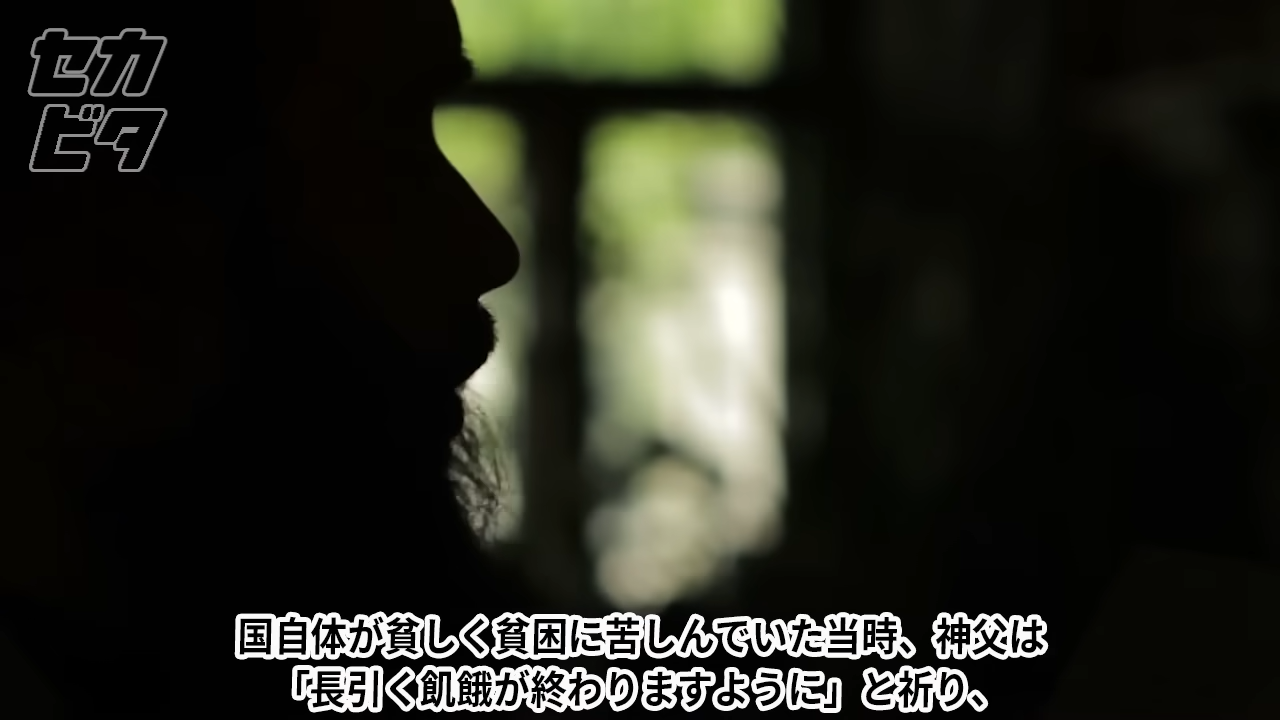 セカ
ビタ
国自体が貧しく貧困に苦しんでいた当時、神父は
「長引く飢餓が終わりますように」と祈り、